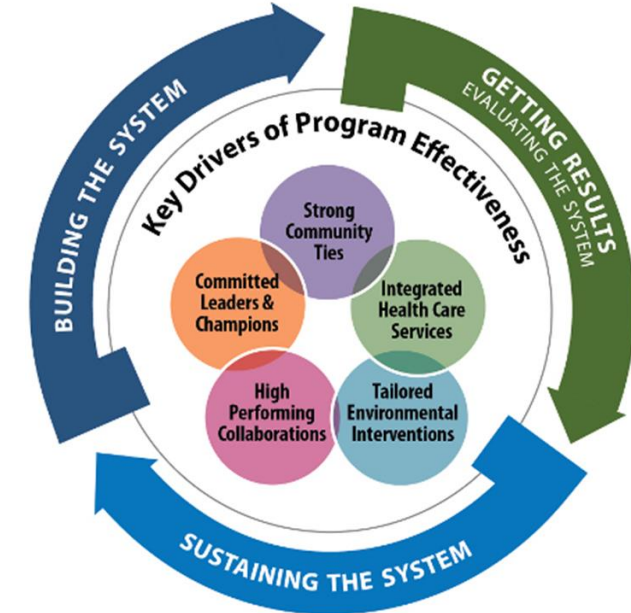 BUILDING THE SYSTEM
GETTING RESULTS
EVALUATING THE SYSTEM
Key Drivers of Program Effectiveness
Strong
Community
Ties
Committed
Leaders &
Champions
Integrated
Health Care
Services
High
Performing
Collaborations
Tailored
Environmental
Interventions
SUSTAINING THE SYSTEM